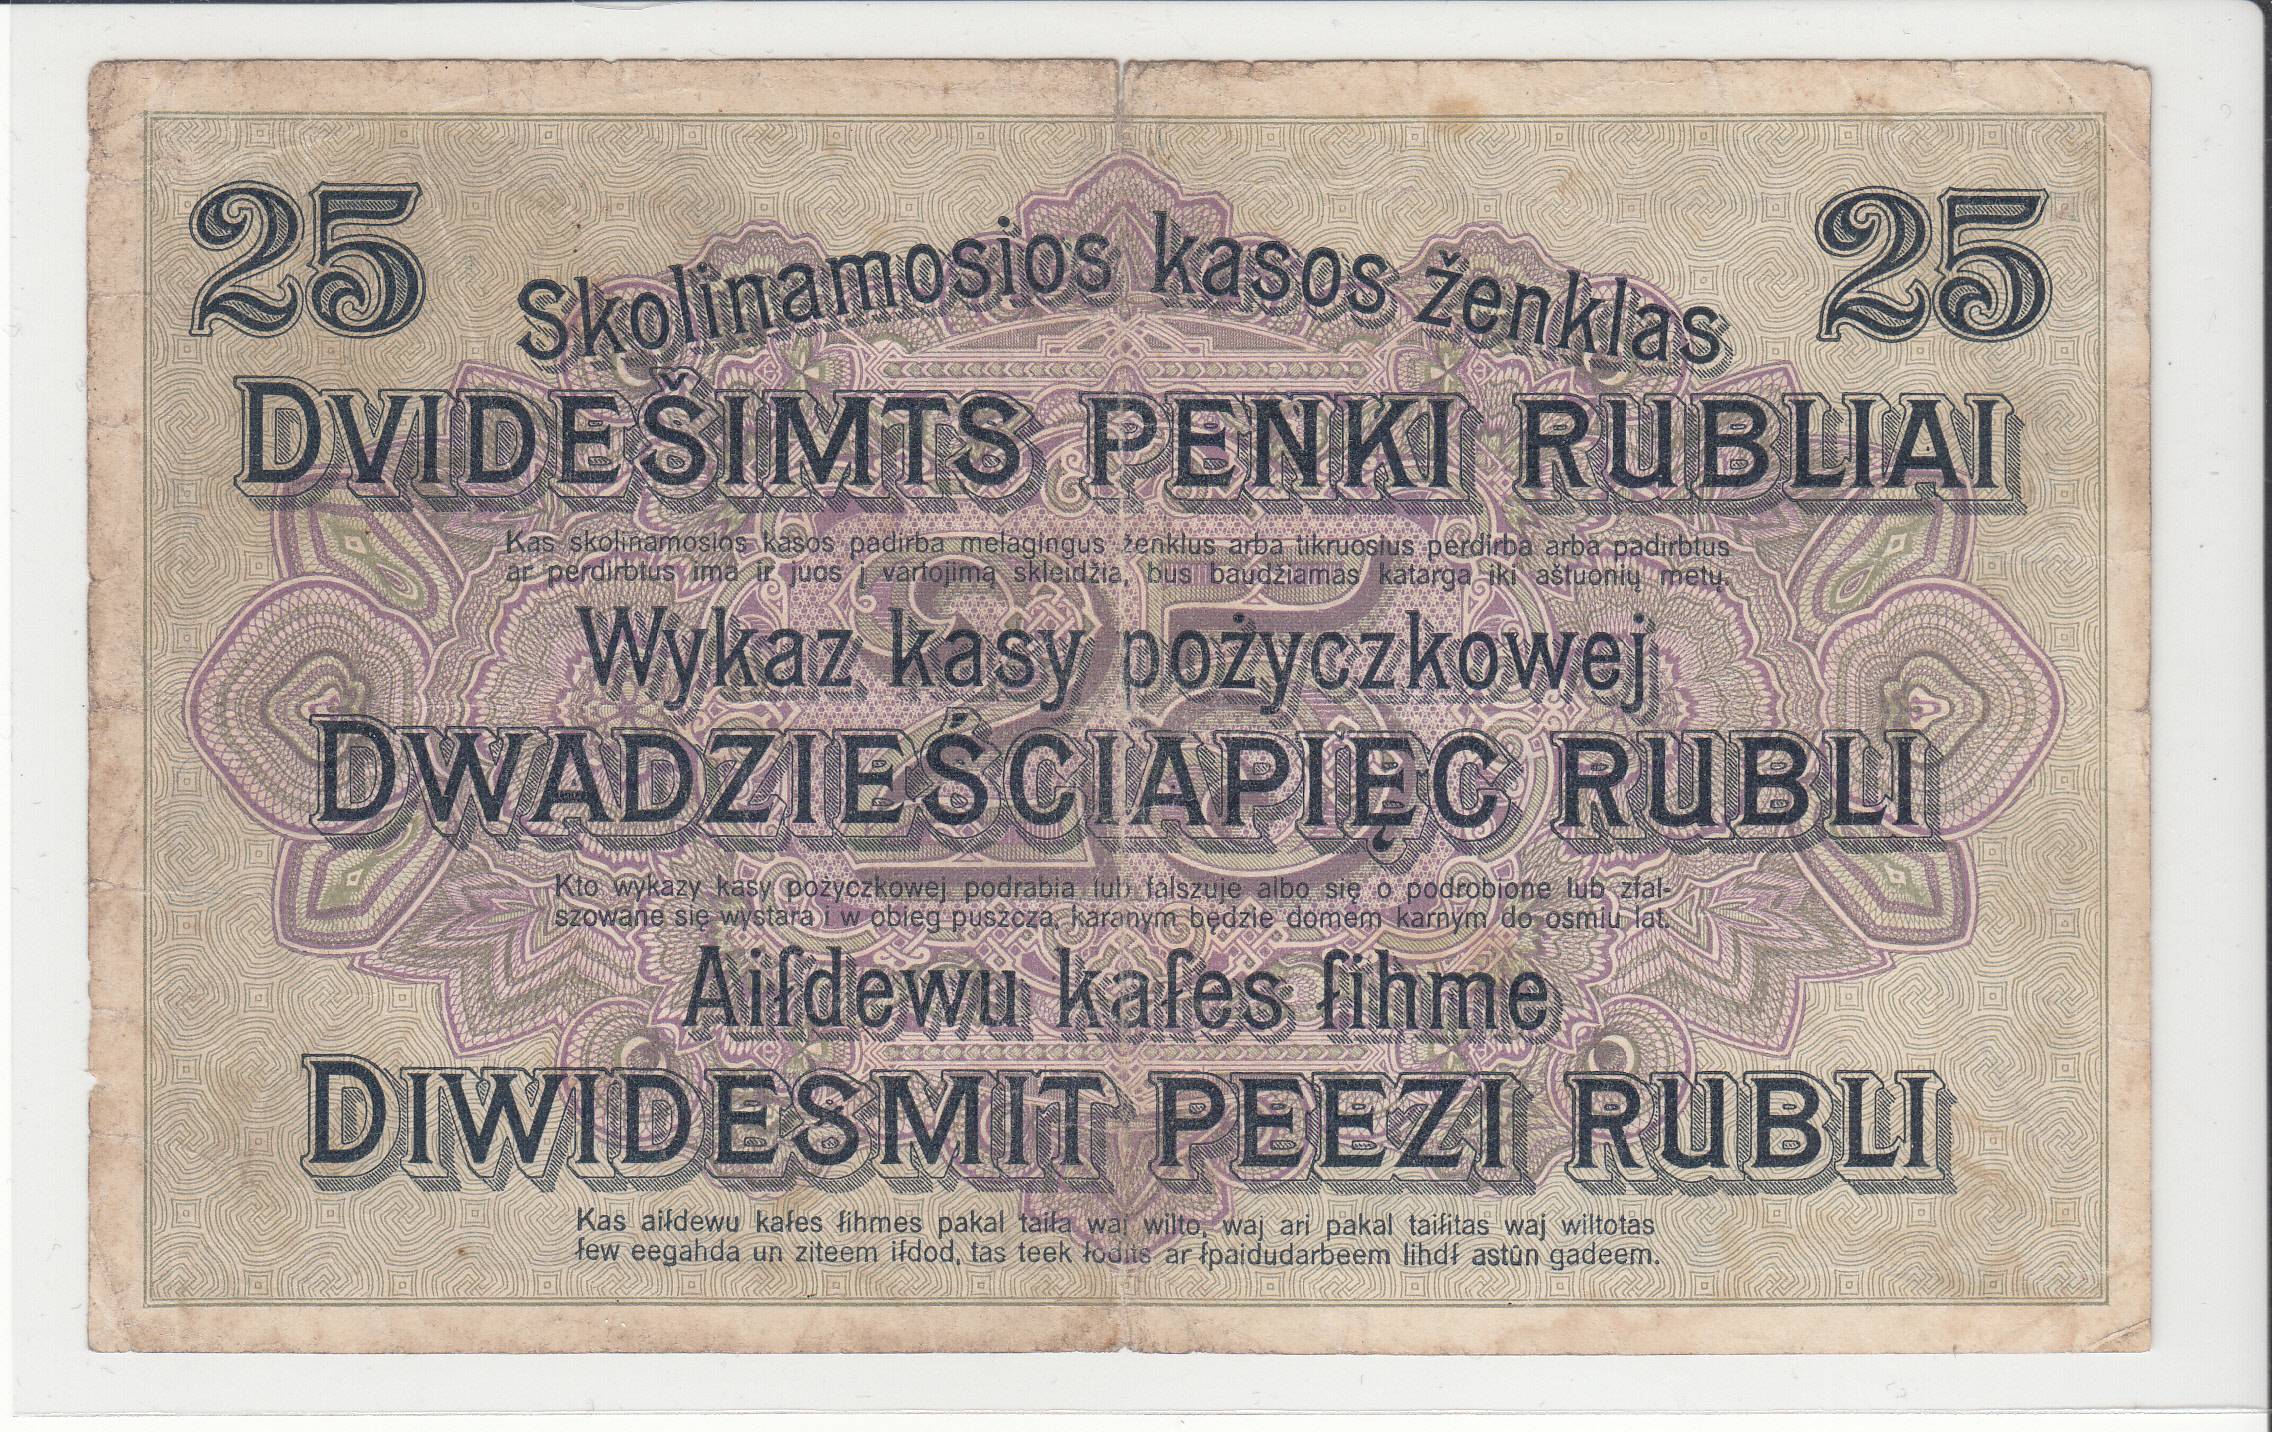 25 25
Skolinamosios kasos ženklas
DVIDEŠIMTS PENKI RUBLIAI
Kas skolinamosios kasos padirba melagingus ženklus arba tikruosius perdirba arba padirbtus
ar perdirbtus ima ir juos į vartojimą skleidžia, bus baudžiamas katarga iki aštuonių metų.
Wykaz kasy pożyczkowej
DWADZIEŚCIAPIĘC RUBLI
Kto wykazy kasy pożyczkowej podrabia lub falszuje albo się o podrobione lub zfal-
szowane się wystara i w obieg puszcza, karanym będzie domem karnym do osmiu lat.
Aiſdewu kaſes ſihme
DIWIDESMIT PEEZI RUBLI
Kas aiſdewu kaſes ſihmes pakal taiſa waj wilto, waj ari pakal taiſitas waj wiltotas
ſew eegahda un ziteem iſdod, tas teek ſodits ar ſpaidudarbeem lihdſ astûn gadeem.